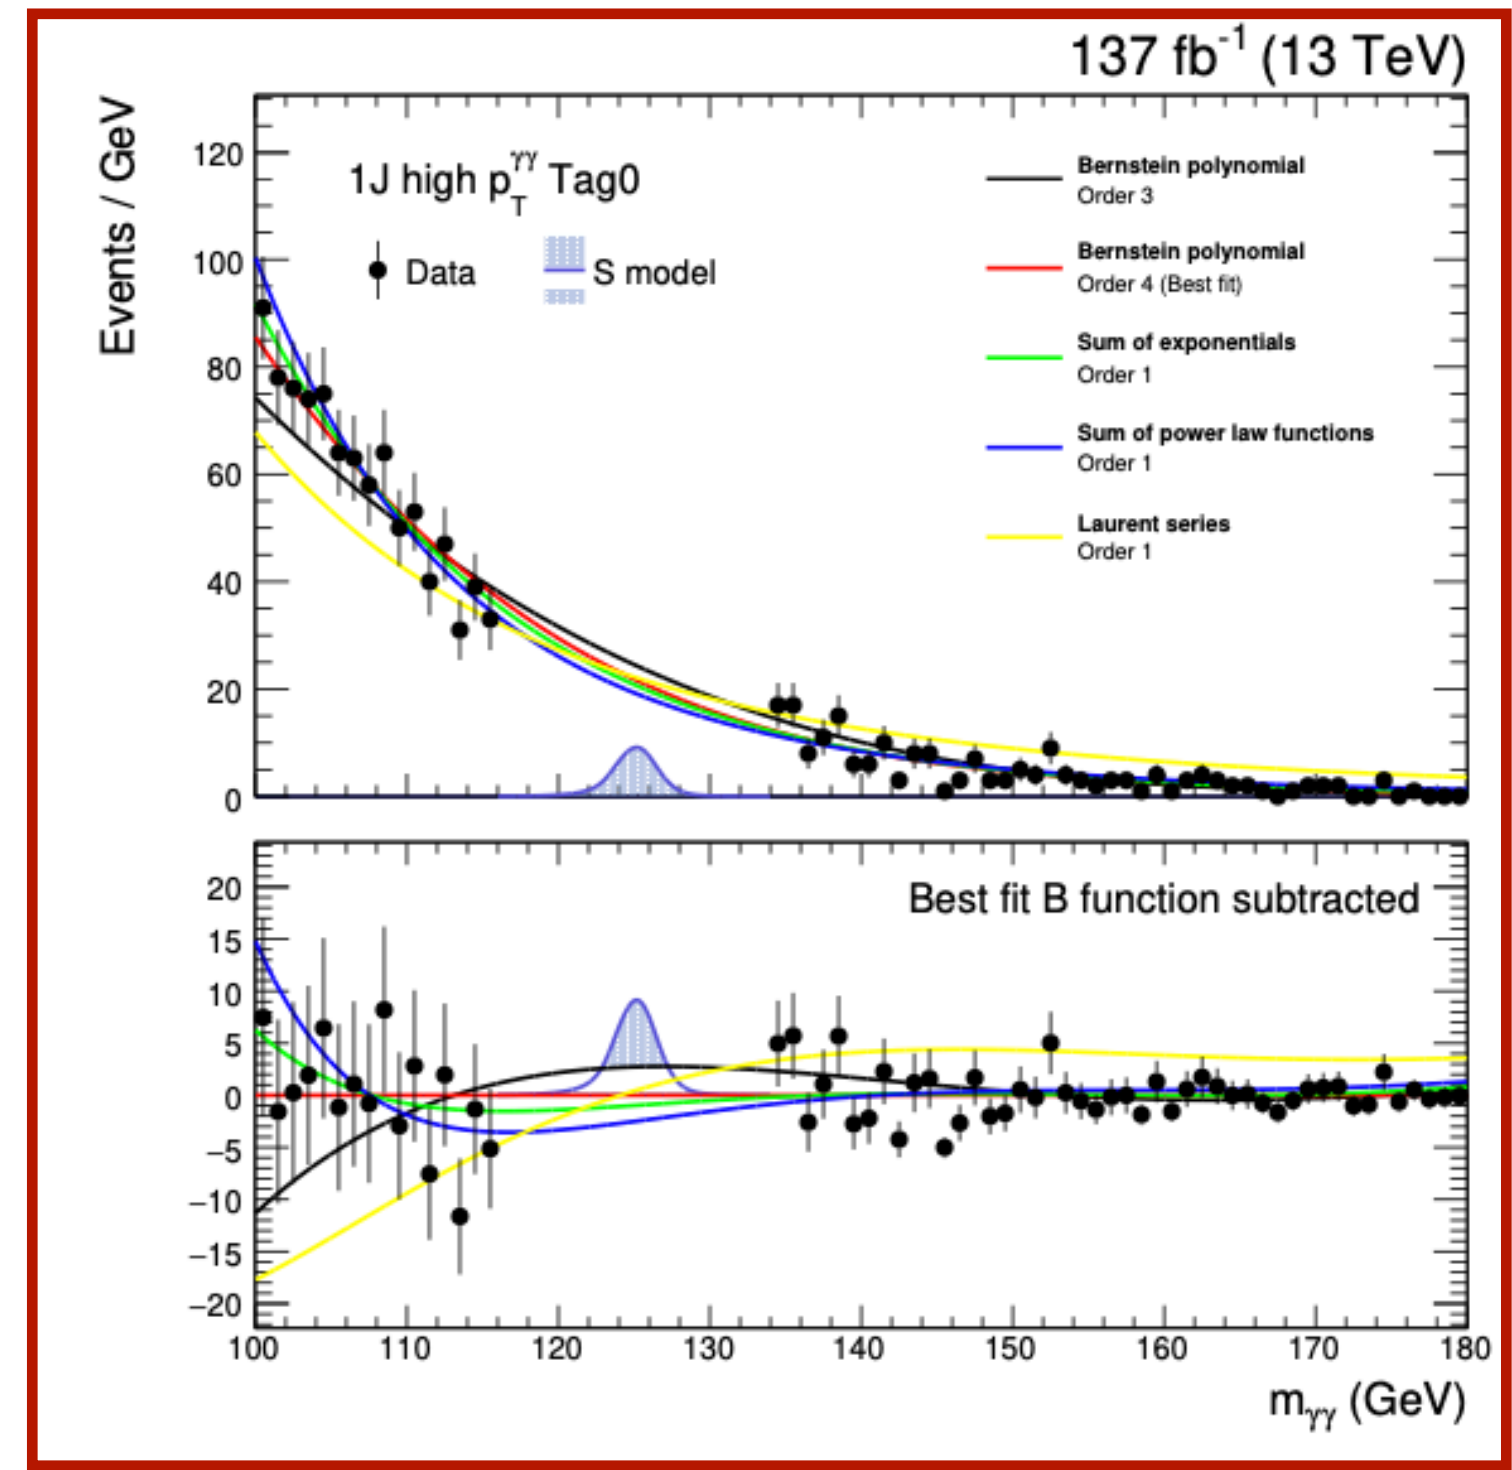 137 fb-1 (13 TeV)
Events / GeV
1J high pTγγ Tag0
Data
S model
Bernstein polynomial
Order 3
Bernstein polynomial
Order 4 (Best fit)
Sum of exponentials
Order 1
Sum of power law functions
Order 1
Laurent series
Order 1
120
100
80
60
40
20
0
Best fit B function subtracted
20
15
10
5
0
−5
−10
−15
−20
100 110 120 130 140 150 160 170 180
mγγ (GeV)